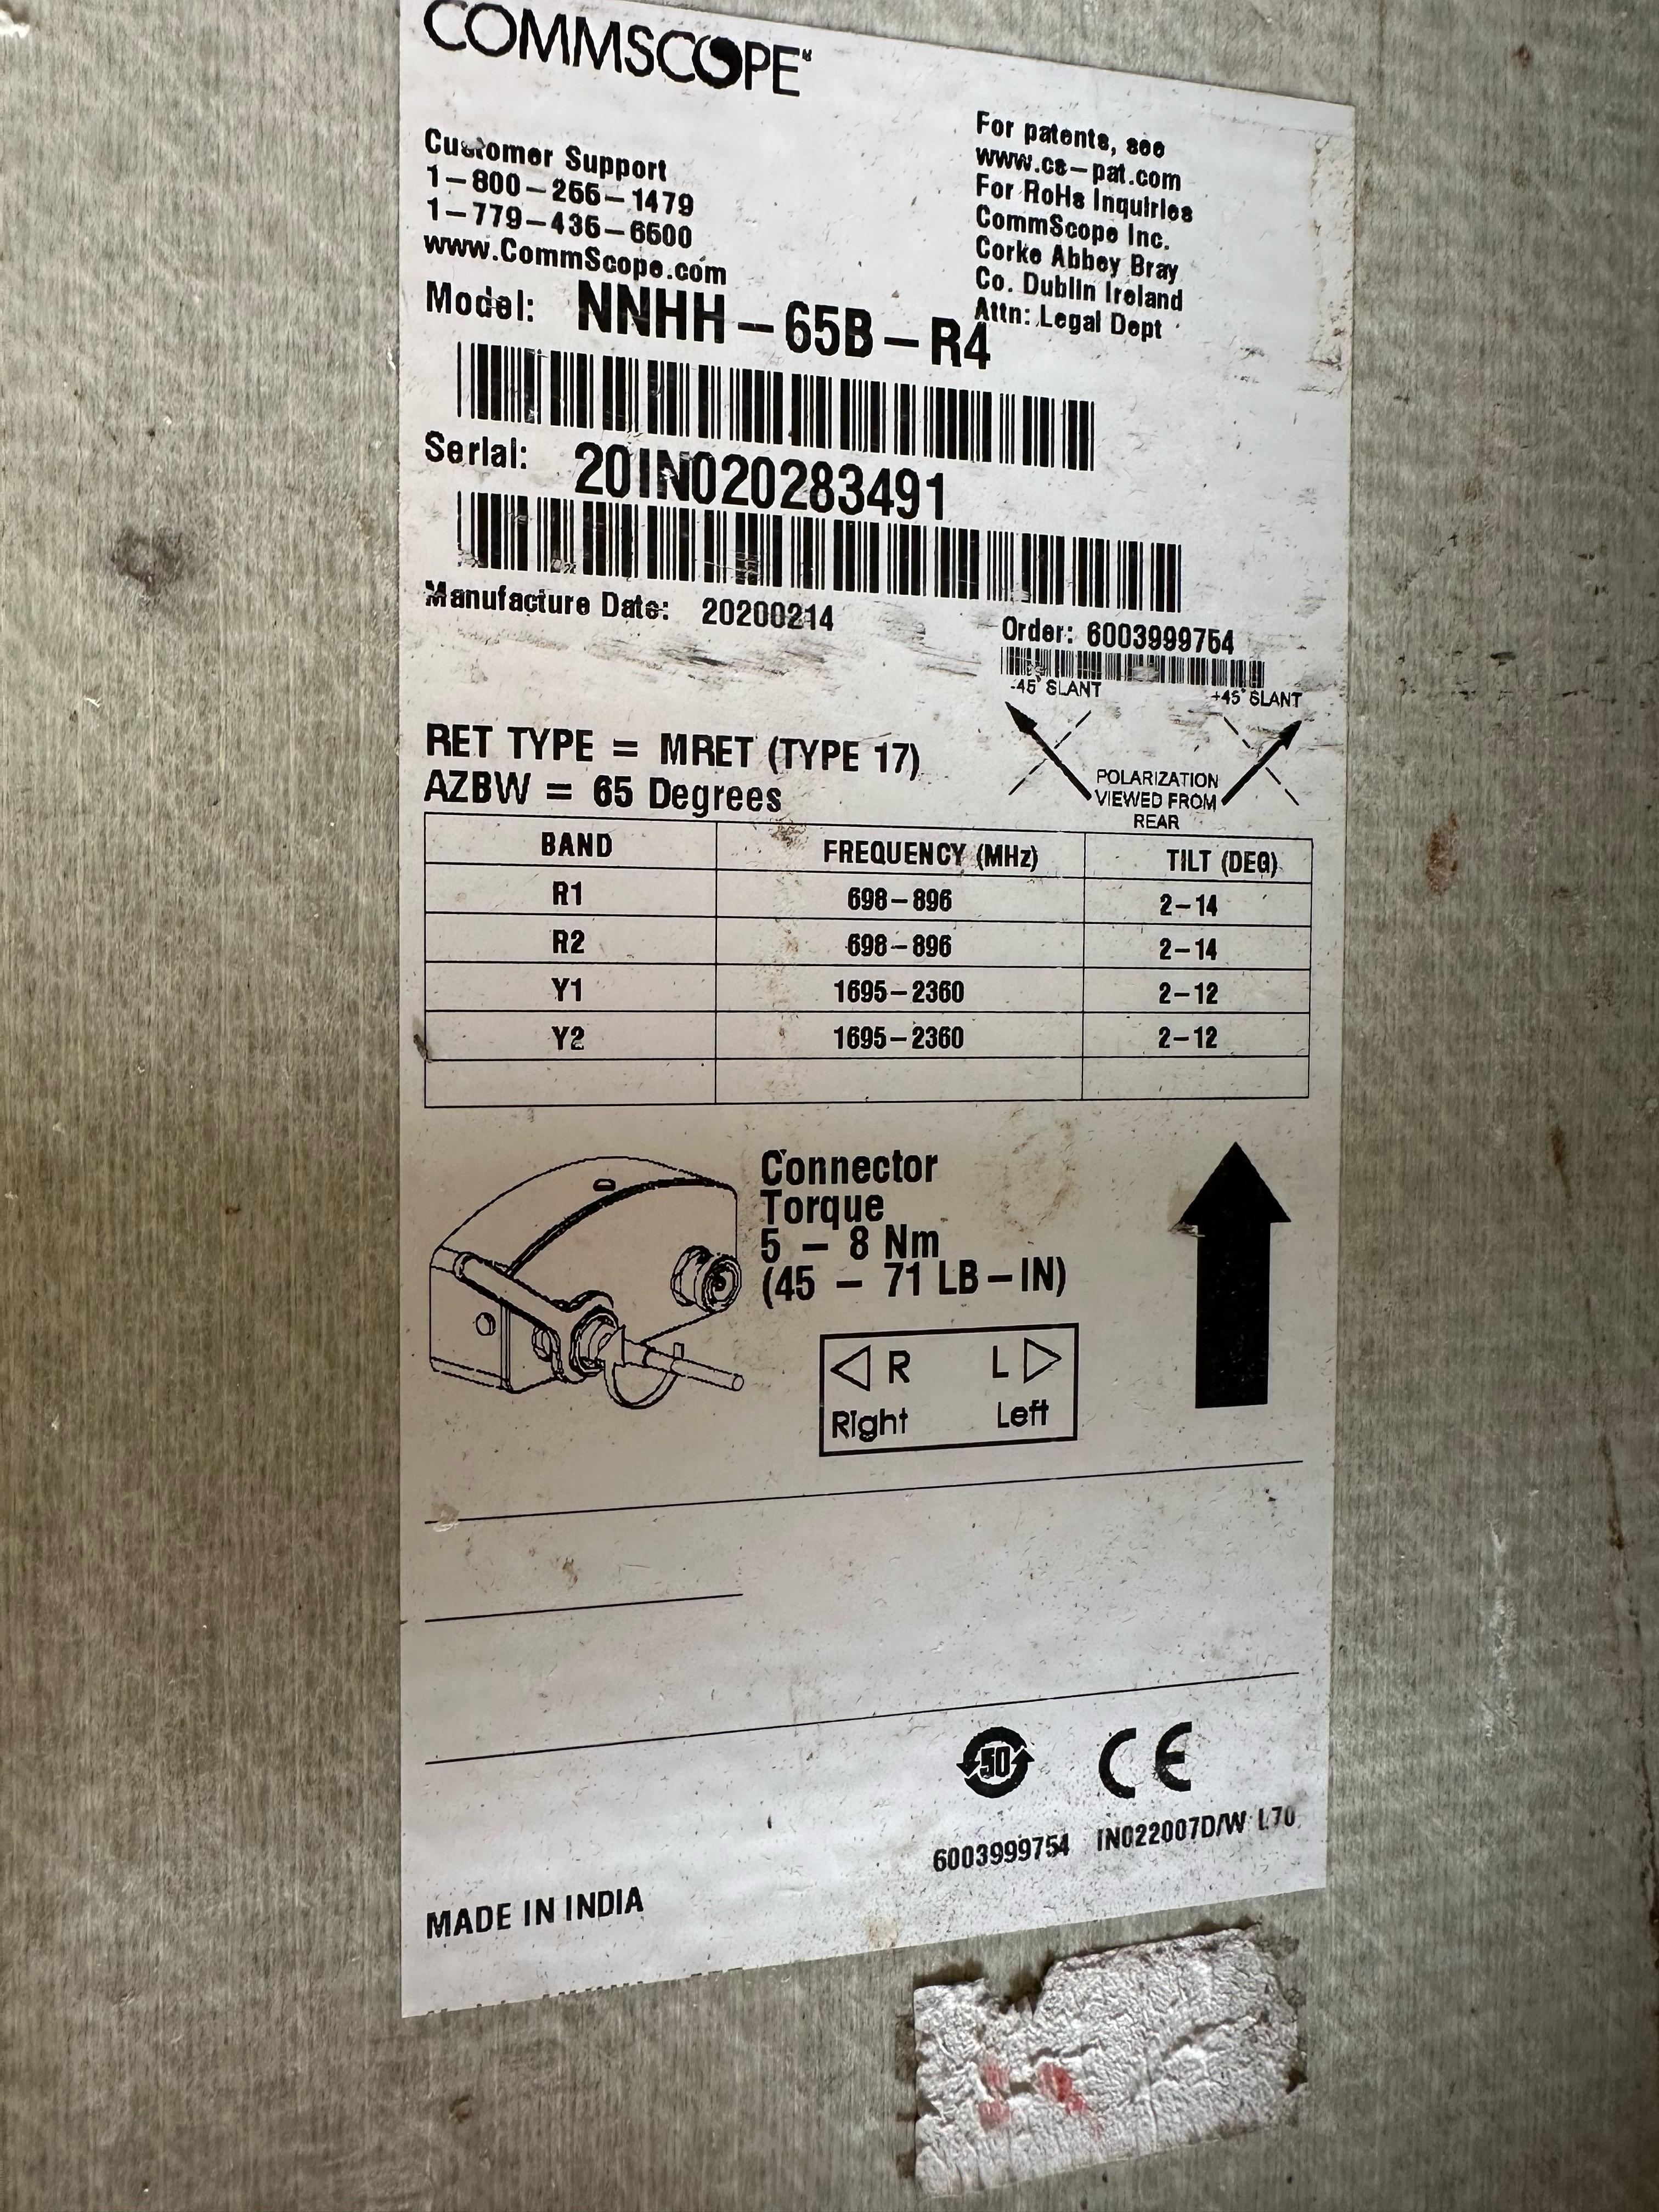 COMMSCOPE
Customer Support
1-800-255-1479
1-779-435-6500
www.CommScope.com
For patents, see
www.cs-pat.com
For RoHs Inquiries
CommScope Inc.
Corke Abbey Bray
Co. Dublin Ireland
Attn: Legal Dept
Model: NNHH-65B-R4
Serial: 20IN020283491
Manufacture Date: 20200214
Order: 6003999754
-45° SLANT +45° SLANT
POLARIZATION
VIEWED FROM
REAR
RET TYPE = MRET (TYPE 17)
AZBW = 65 Degrees
BAND FREQUENCY (MHz) TILT (DEG)
R1 698-896 2-14
R2 698-896 2-14
Y1 1695-2360 2-12
Y2 1695-2360 2-12
Connector
Torque
5 - 8 Nm
(45 - 71 LB-IN)
R L
Right Left
50 CE
6003999754 IN022007D/W L70
MADE IN INDIA